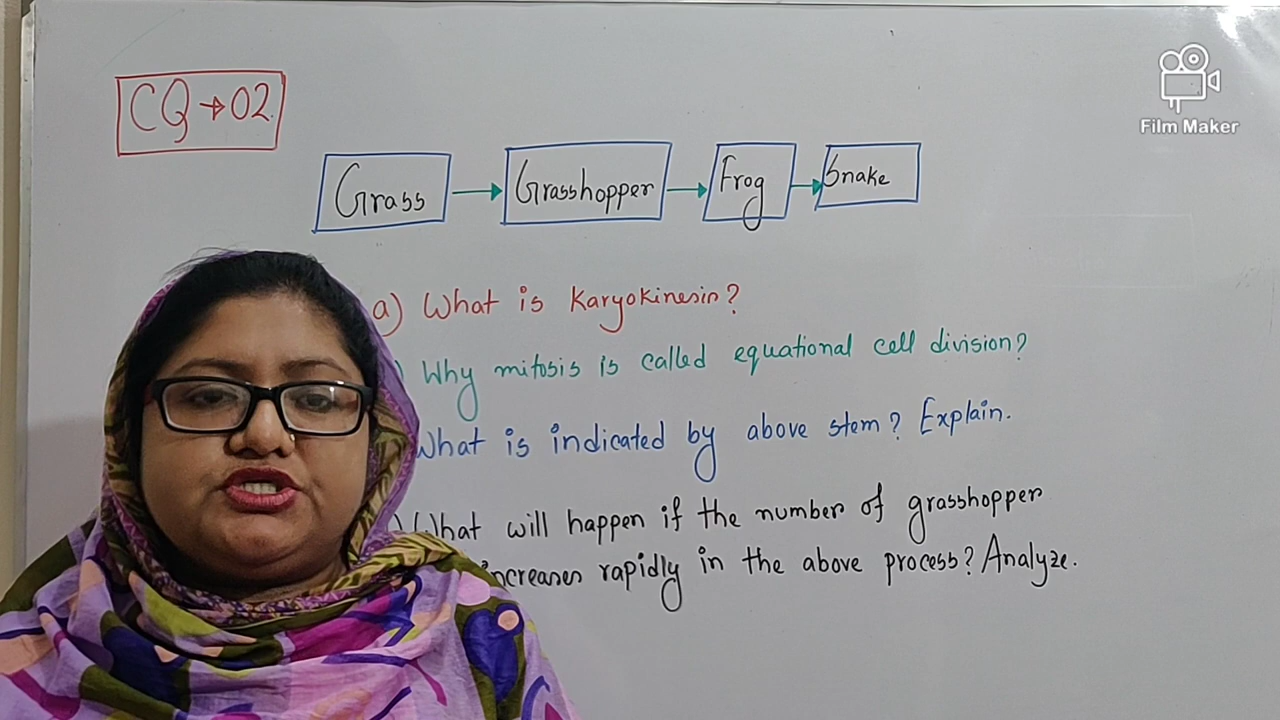 CQ → 02
Film Maker
Grass → Grasshopper → Frog → Snake
a) What is Karyokinesis?
) Why mitosis is called equational cell division?
What is indicated by above stem? Explain.
) What will happen if the number of grasshopper
increases rapidly in the above process? Analyze.